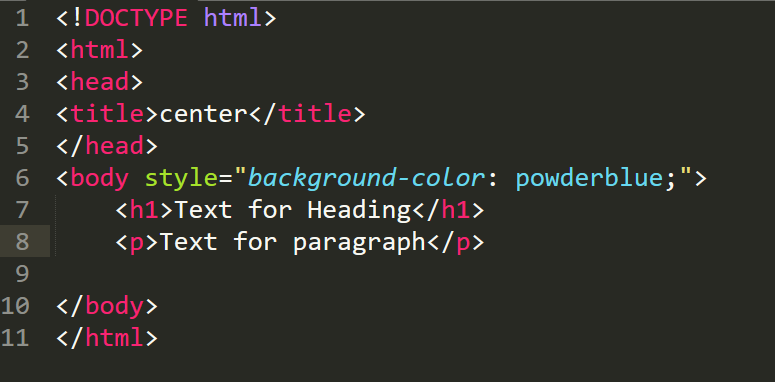 1 <!DOCTYPE html>
2 <html>
3 <head>
4 <title>center</title>
5 </head>
6 <body style="background-color: powderblue;">
7     <h1>Text for Heading</h1>
8     <p>Text for paragraph</p>
9
10 </body>
11 </html>